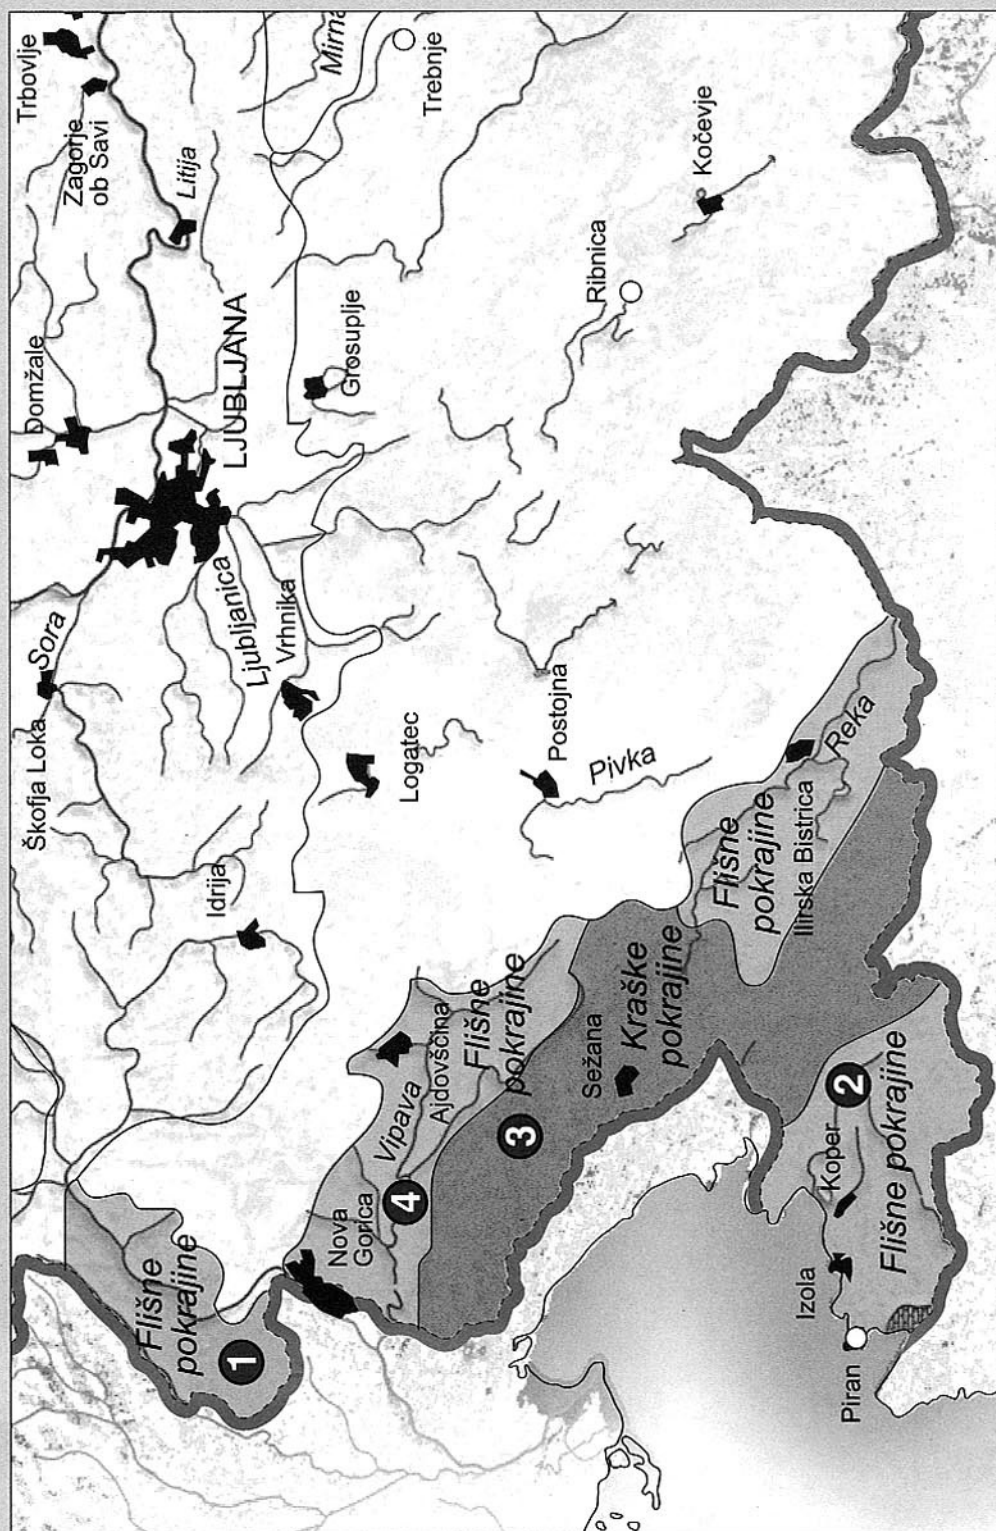 Trbovlje
Zagorje
ob Savi
Litija
Mirna
Trebnje
Domžale
LJUBLJANA
Grosuplje
Ribnica
Kočevje
Škofja Loka
Sora
Ljubljanica
Vrhnika
Logatec
Postojna
Pivka
Idrija
Ajdovščina
Vipava
Flišne
pokrajine
Sežana
Kraške
pokrajine
Flišne
pokrajine
Ilirska Bistrica
Reka
Nova
Gorica
Flišne
pokrajine
1
4
3
2
Koper
Izola
Piran
Flišne pokrajine